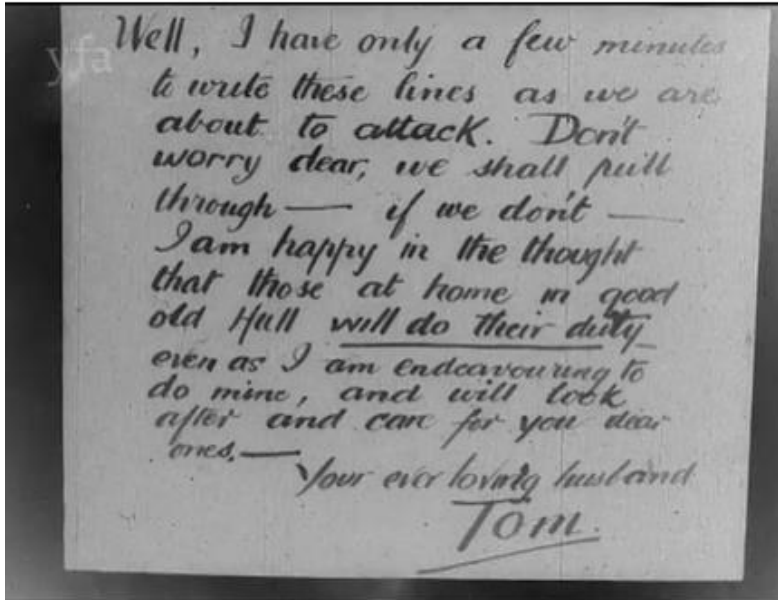 yfa
Well, I have only a few minutes
to write these lines as we are
about to attack. Don't
worry dear, we shall pull
through — if we don't —
I am happy in the thought
that those at home in good
old Hull will do their duty
even as I am endeavouring to
do mine, and will look
after and care for you dear
ones. —
Your ever loving husband
Tom.